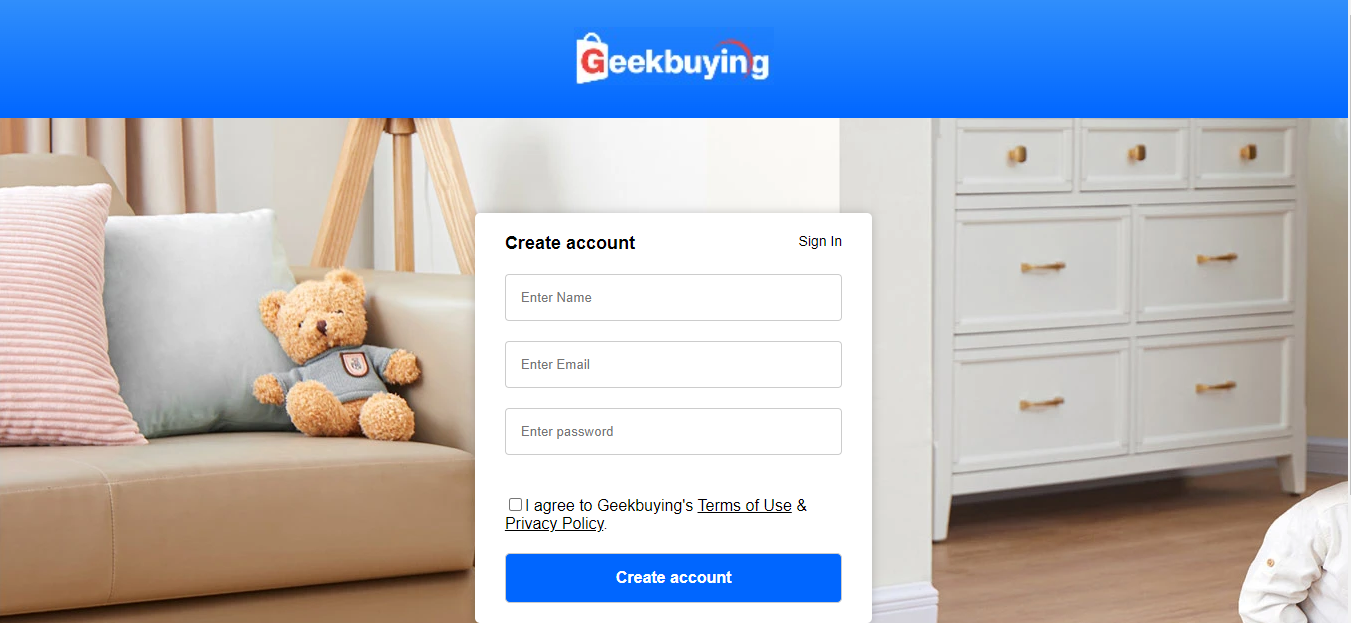 Geekbuying
Create account
Sign In
Enter Name
Enter Email
Enter password
I agree to Geekbuying's Terms of Use &
Privacy Policy.
Create account